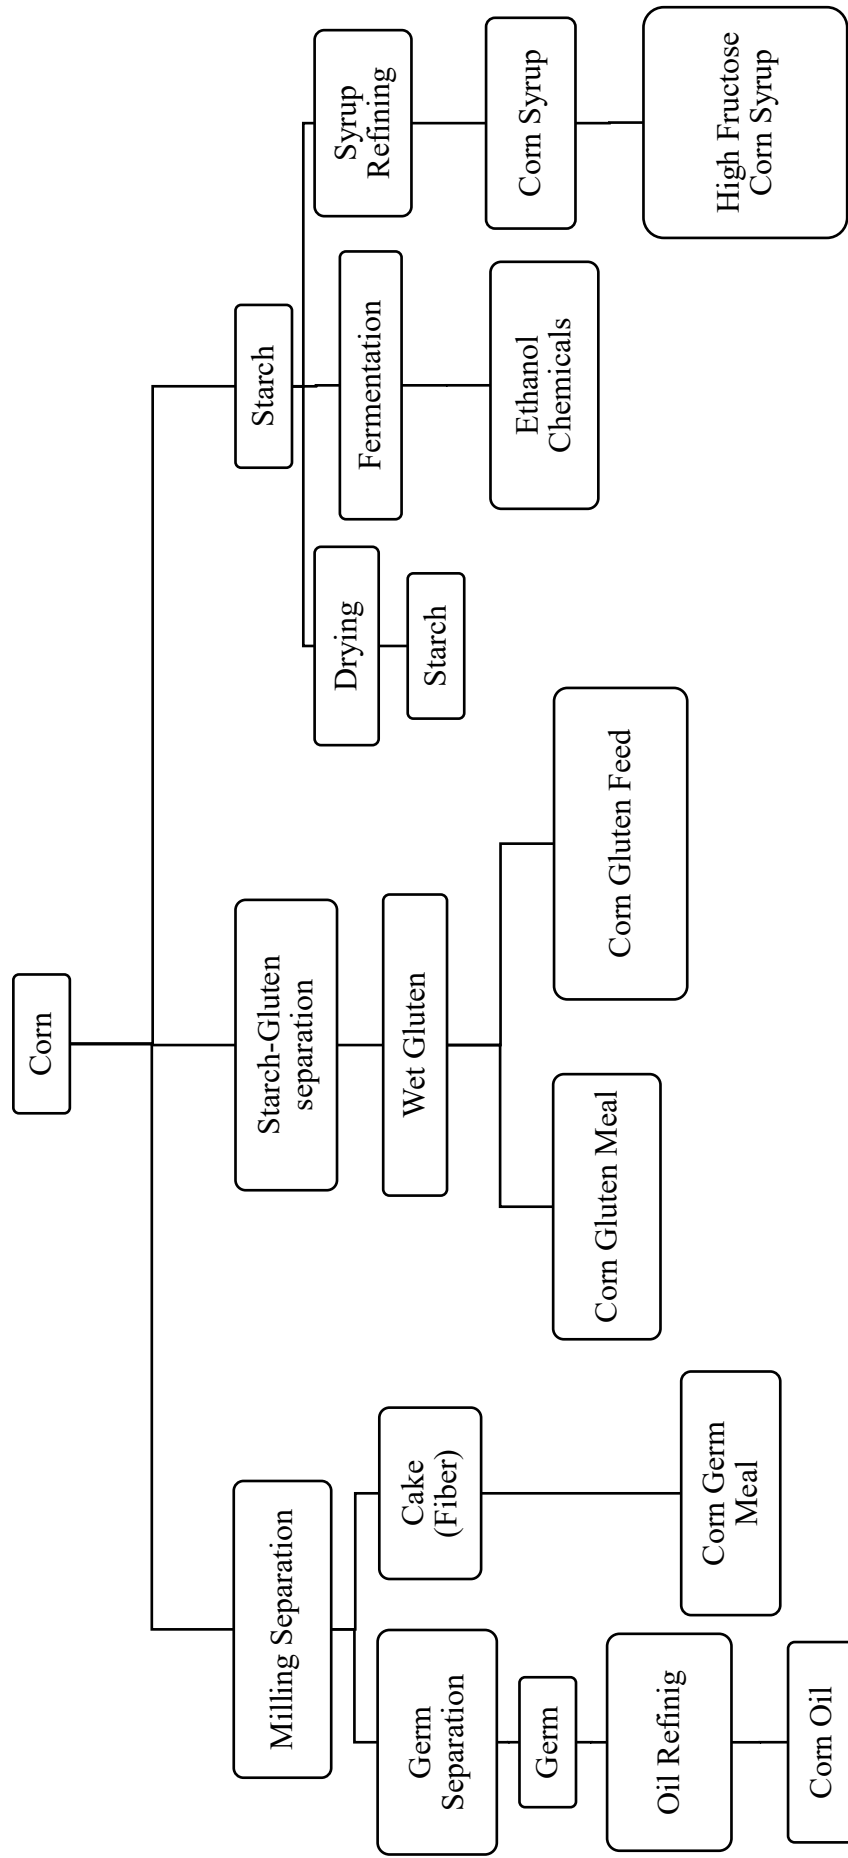 Corn
Milling Separation
Starch-Gluten
separation
Starch
Germ
Separation
Cake
(Fiber)
Wet Gluten
Drying
Fermentation
Syrup
Refining
Germ
Starch
Ethanol
Chemicals
Corn Syrup
Oil Refinig
Corn Germ
Meal
Corn Gluten Meal
Corn Gluten Feed
High Fructose
Corn Syrup
Corn Oil